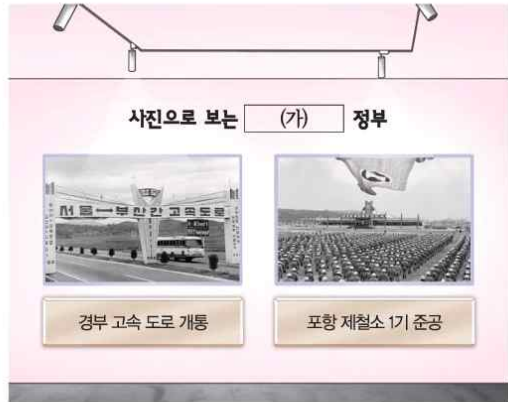 사진으로 보는 (가) 정부
서울-부산간 고속도로
경부 고속 도로 개통
포항 제철소 1기 준공